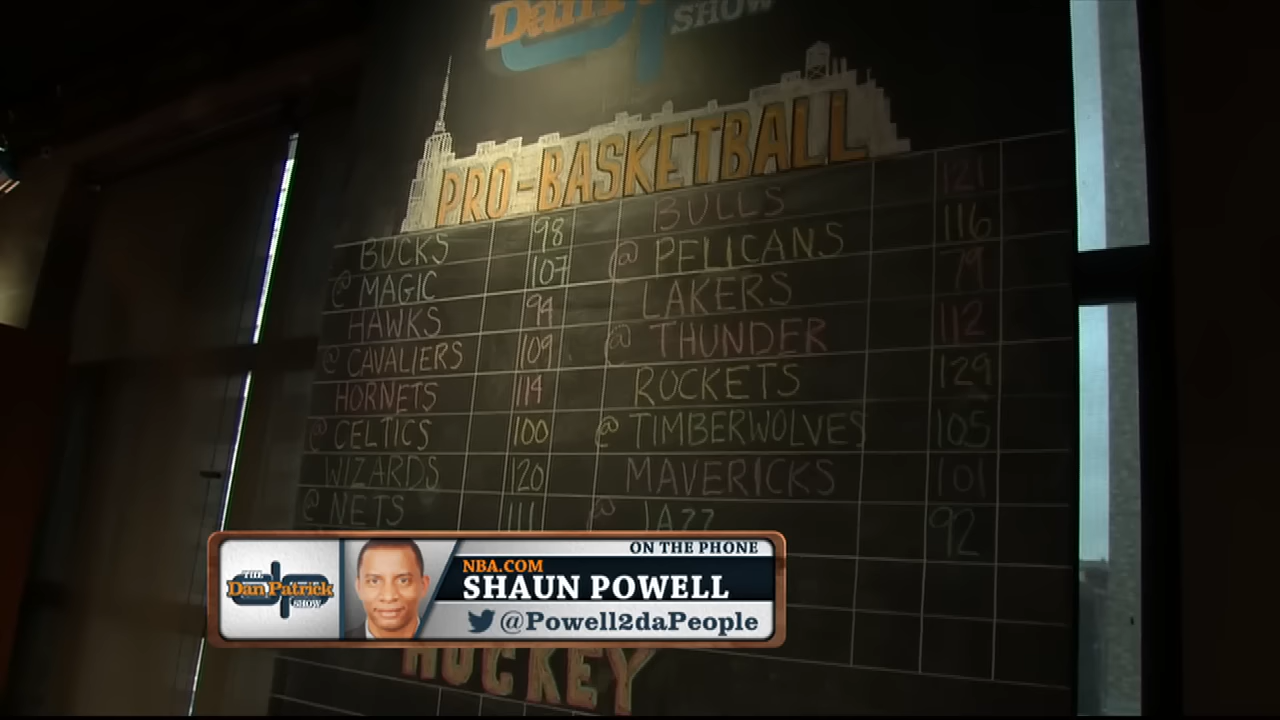 Dan P
SHOW
PRO-BASKETBALL
BUCKS 98 BULLS 121
@ MAGIC 107 @ PELICANS 116
HAWKS 94 LAKERS 79
@ CAVALIERS 109 @ THUNDER 112
HORNETS 114 ROCKETS 129
@ CELTICS 100 @ TIMBERWOLVES 105
WIZARDS 120 MAVERICKS 101
@ NETS 111 @ JAZZ 92
ON THE PHONE
THE
Dan Patrick
SHOW
NBA.COM
SHAUN POWELL
@Powell2daPeople
HOCKEY